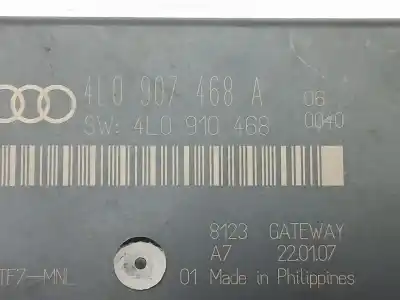 4L0 907 468 A 06
SW: 4L0 910 468 0040
8123 GATEWAY
A7 22.01.07
TF7-MNL 01 Made in Philippines